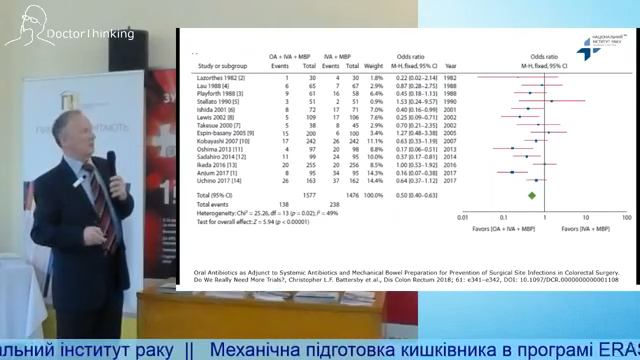 DoctorThinking
НАЦІОНАЛЬНИЙ
ІНСТИТУТ
РАКУ
OA + IVA + MBP IVA + MBP Odds ratio Odds ratio
Study or subgroup Events Total Events Total Weight M-H, fixed, 95% CI Year M-H, fixed, 95% CI
Lazorthes 1982 (2) 1 30 4 30 1.8% 0.22 (0.02–2.14) 1982
Lau 1988 (4) 6 65 7 67 2.9% 0.87 (0.28–2.75) 1988
Playforth 1988 (3) 9 61 16 58 6.4% 0.45 (0.18–1.13) 1988
Stellato 1990 (5) 3 51 2 51 0.9% 1.53 (0.24–9.57) 1990
Ishida 2001 (6) 8 72 17 71 7.0% 0.40 (0.16–0.99) 2001
Lewis 2002 (8) 5 109 17 106 7.6% 0.25 (0.09–0.71) 2002
Takesue 2000 (7) 5 38 8 45 2.9% 0.70 (0.21–2.35) 2002
Espin-basany 2005 (9) 15 200 6 100 3.4% 1.27 (0.48–3.38) 2005
Kobayashi 2007 (10) 17 242 26 242 11.2% 0.63 (0.33–1.19) 2007
Oshima 2013 (11) 4 97 20 98 8.8% 0.17 (0.06–0.51) 2013
Sadahiro 2014 (12) 11 99 24 95 10.1% 0.37 (0.17–0.81) 2014
Ikeda 2016 (13) 20 255 20 256 8.5% 1.00 (0.53–1.92) 2016
Anjum 2017 (1) 8 95 34 95 14.4% 0.16 (0.07–0.38) 2017
Uchino 2017 (14) 26 163 37 162 14.4% 0.64 (0.37–1.12) 2017
Total (95% CI) 1577 1476 100.0% 0.50 (0.40–0.63)
Total events 138 238
Heterogeneity: Chi² = 25.26, df = 13 (p = 0.02); I² = 49%
Test for overall effect: Z = 5.94 (p < 0.00001)
0.01 0.1 1 10 100
Favors [OA + IVA + MBP] Favors [IVA + MBP]
Oral Antibiotics as Adjunct to Systemic Antibiotics and Mechanical Bowel Preparation for Prevention of Surgical Site Infections in Colorectal Surgery.
Do We Really Need More Trials?, Christopher L.F. Battersby et al., Dis Colon Rectum 2018; 61: e341–e342, DOI: 10.1097/DCR.0000000000001108
альний інститут раку || Механічна підготовка кишківника в програмі ERAS